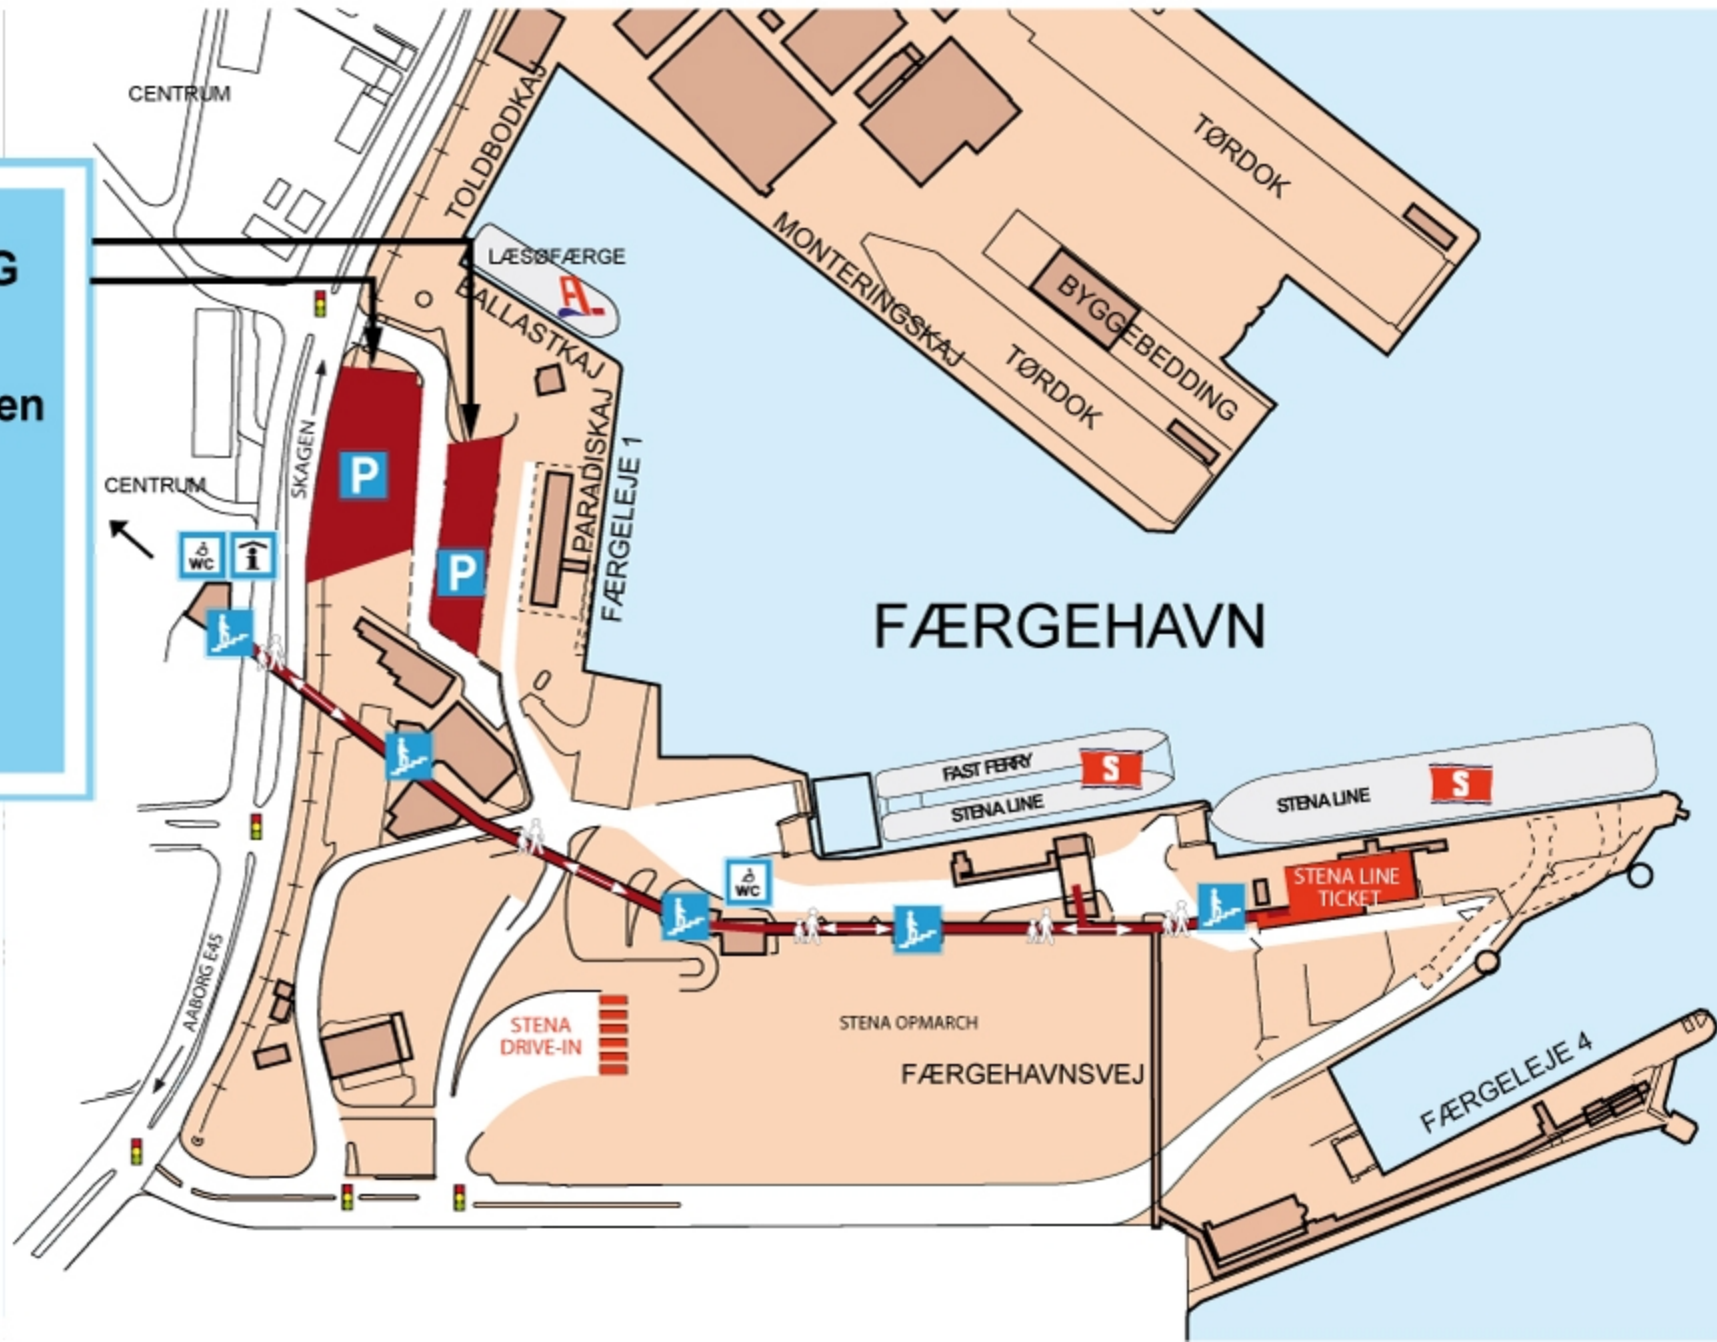 CENTRUM
G
en
TOLDBODKAJ
LÆSØFÆRGE
AL
BALLASTKAJ
MONTERINGSKAJ
TØRDOK
BYGGEBEDDING
TØRDOK
SKAGEN
P
P
PARADISKAJ
FÆRGELEJE 1
CENTRUM
WC
i
FÆRGEHAVN
FAST FERRY
S
STENA LINE
STENA LINE
S
WC
STENA LINE
TICKET
AABORG E45
STENA
DRIVE-IN
STENA OPMARCH
FÆRGEHAVNSVEJ
FÆRGELEJE 4